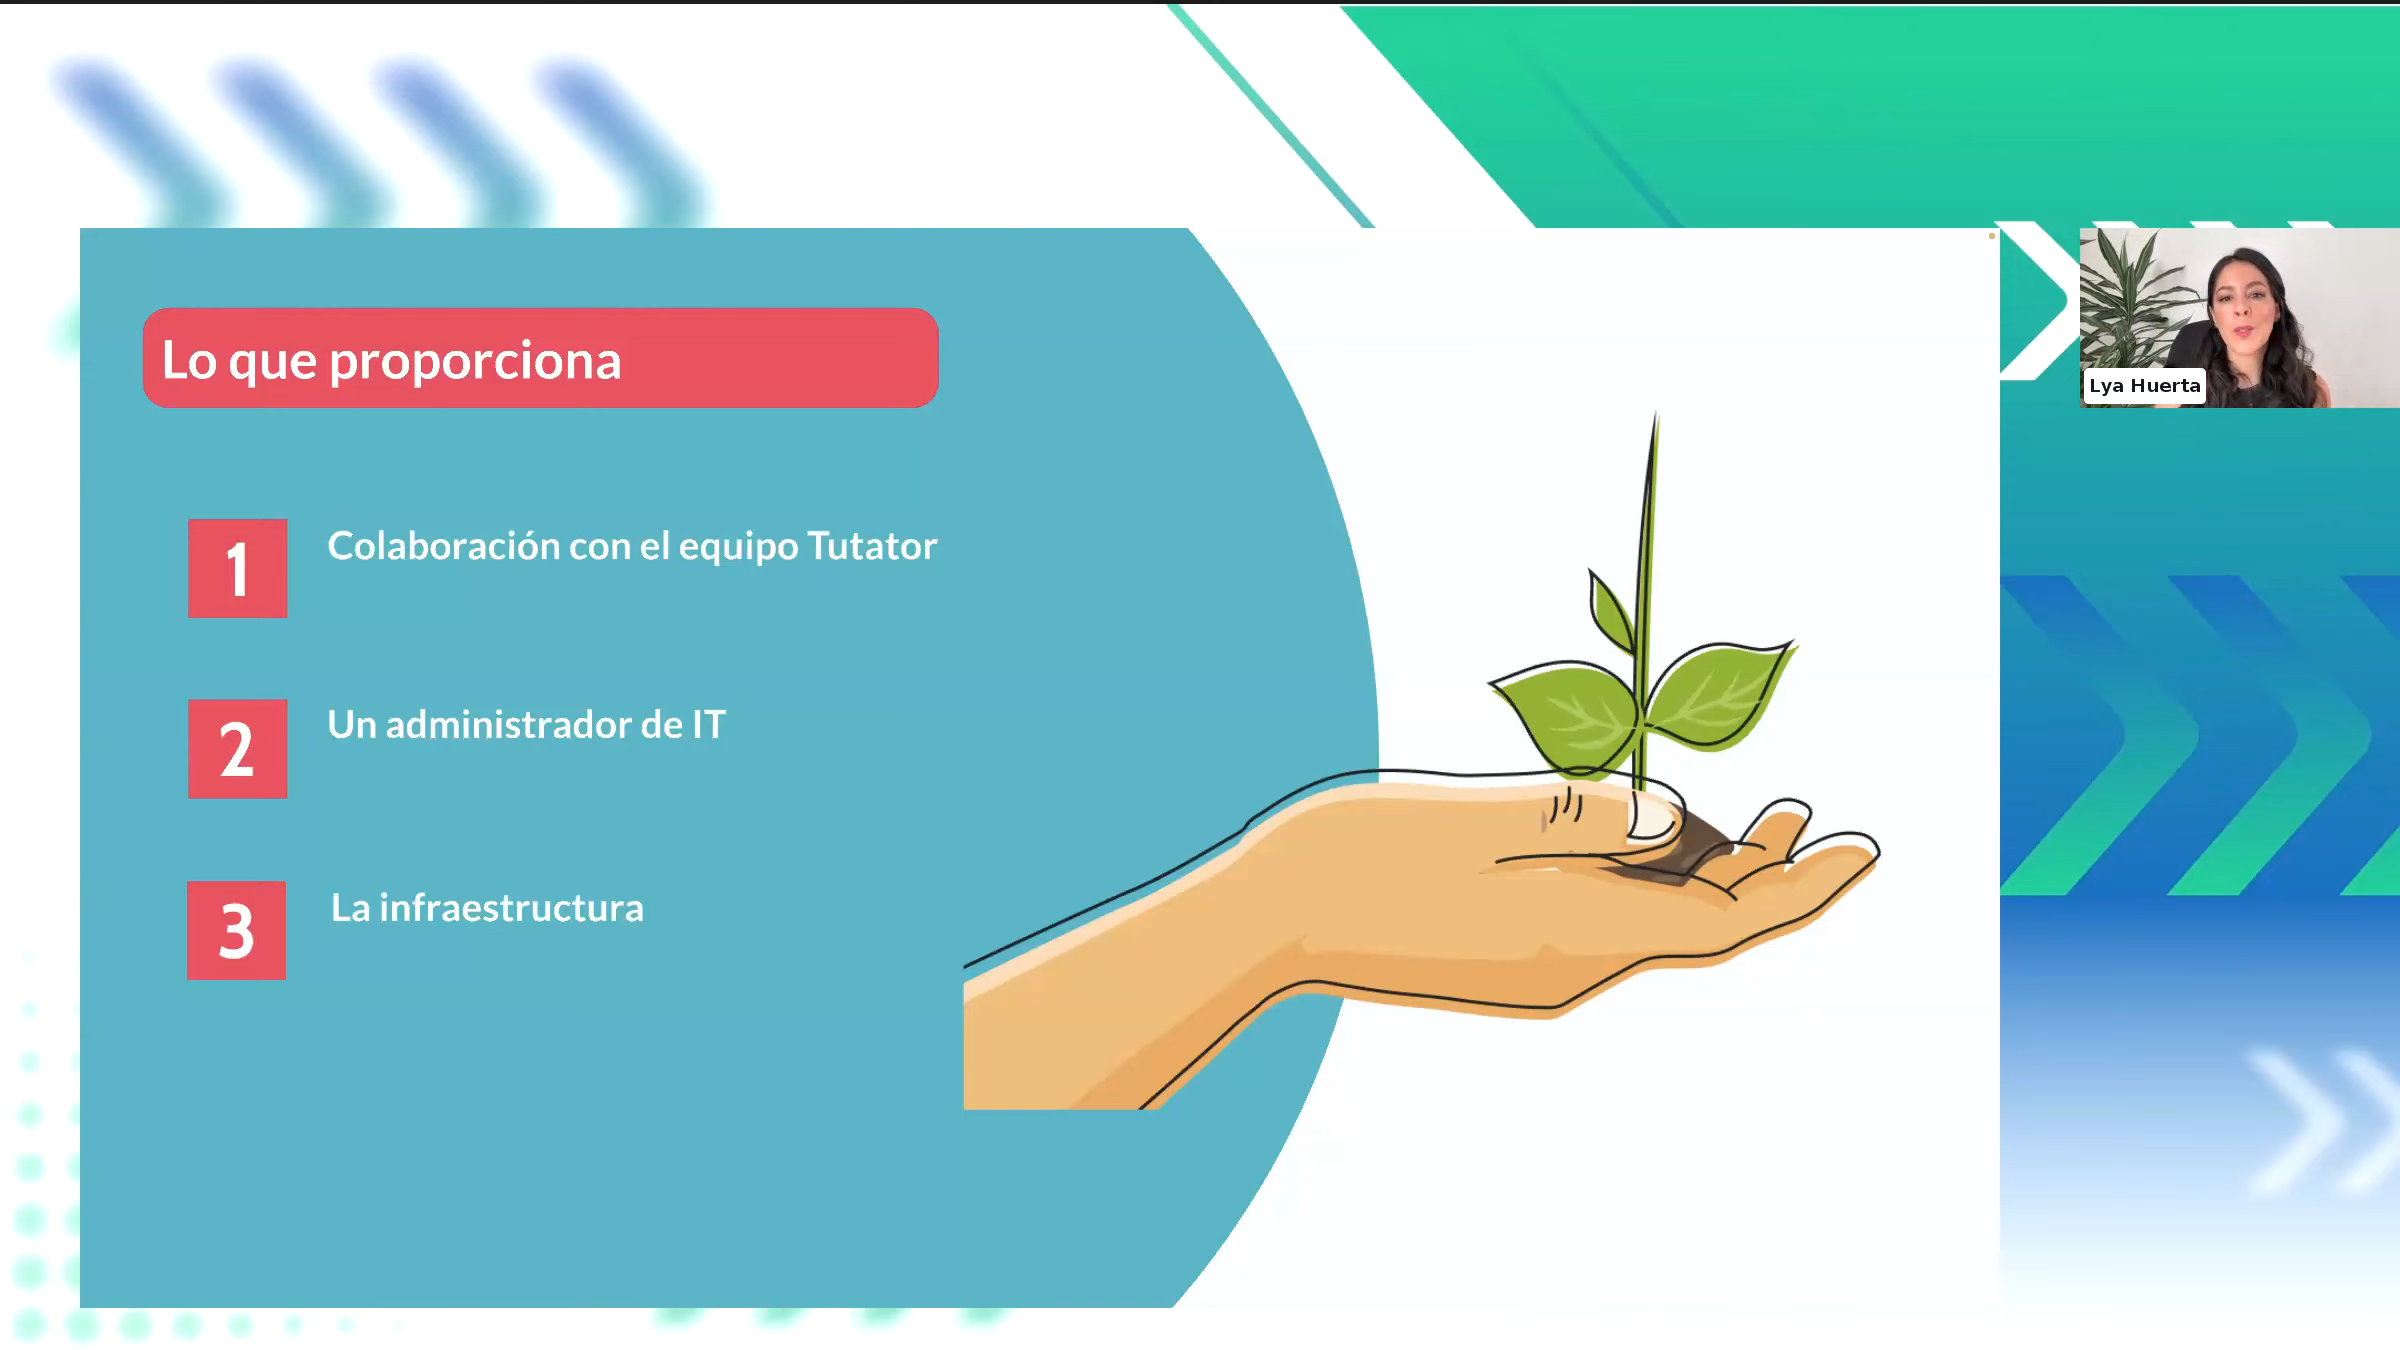 Lo que proporciona
1
Colaboración con el equipo Tutator
2
Un administrador de IT
3
La infraestructura
Lya Huerta